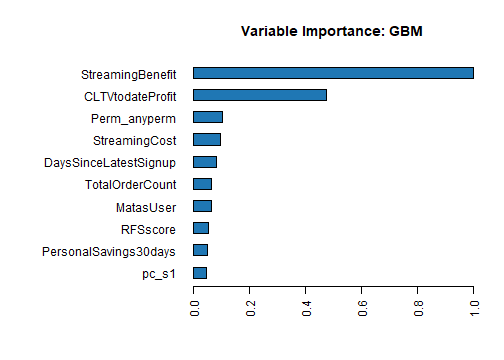 Variable Importance: GBM
StreamingBenefit
CLTVtodateProfit
Perm_anyperm
StreamingCost
DaysSinceLatestSignup
TotalOrderCount
MatasUser
RFSscore
PersonalSavings30days
pc_s1
0.0 0.2 0.4 0.6 0.8 1.0